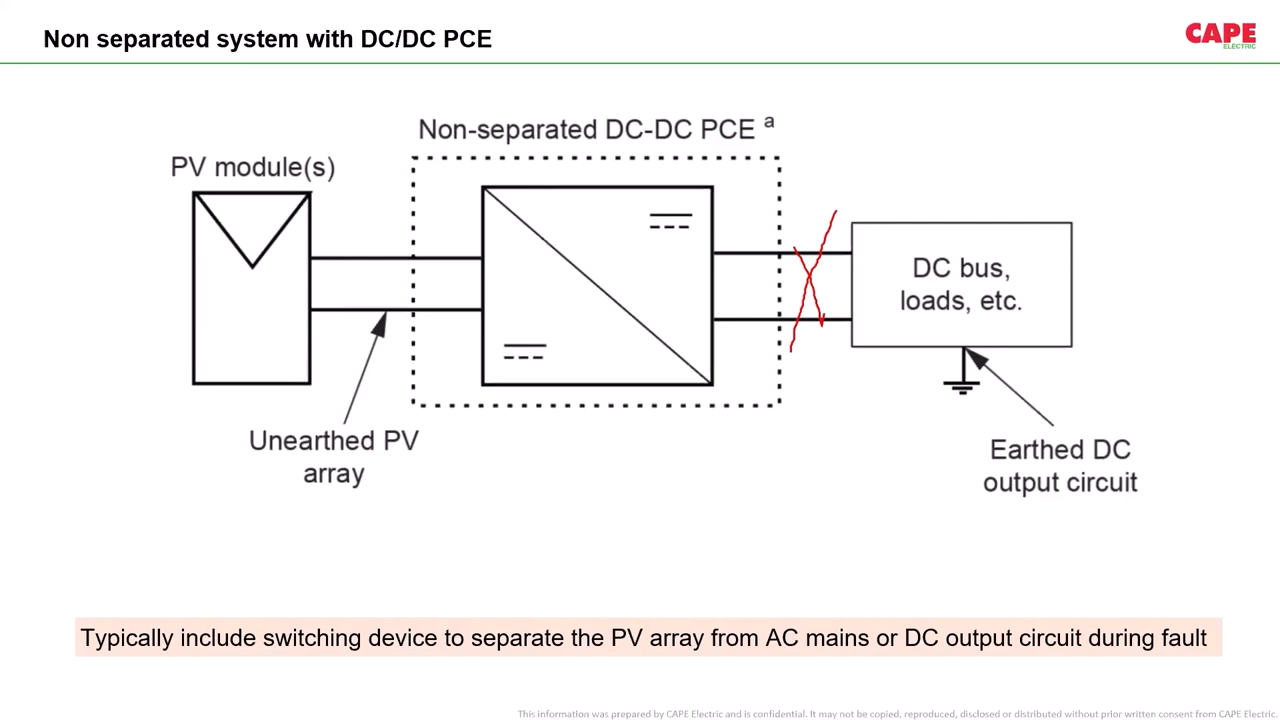 Non separated system with DC/DC PCE
CAPE
ELECTRIC
Non-separated DC-DC PCE a
PV module(s)
DC bus,
loads, etc.
Unearthed PV
array
Earthed DC
output circuit
Typically include switching device to separate the PV array from AC mains or DC output circuit during fault
This information was prepared by CAPE Electric and is confidential. It may not be copied, reproduced, disclosed or distributed without prior written consent from CAPE Electric.